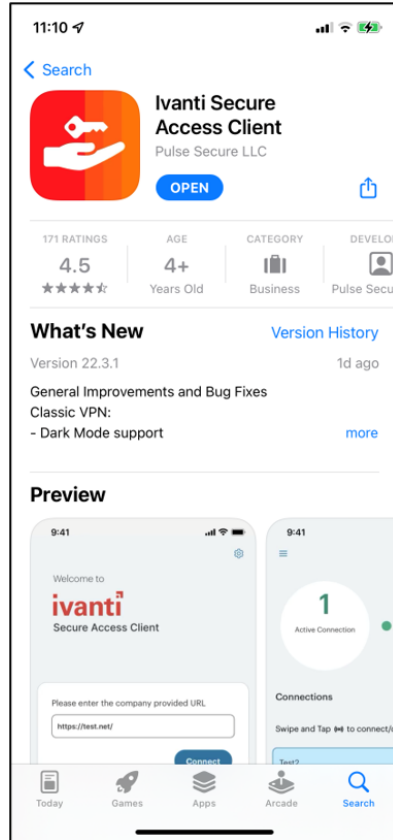 11:10
Search
Ivanti Secure
Access Client
Pulse Secure LLC
OPEN
171 RATINGS
4.5
AGE
4+
Years Old
CATEGORY
Business
DEVELO
Pulse Secu
What's New
Version History
Version 22.3.1
1d ago
General Improvements and Bug Fixes
Classic VPN:
- Dark Mode support
more
Preview
9:41
Welcome to
ivanti
Secure Access Client
Please enter the company provided URL
https://test.net/
Connect
9:41
1
Active Connection
Connections
Swipe and Tap to connect/
Test2
Today
Games
Apps
Arcade
Search